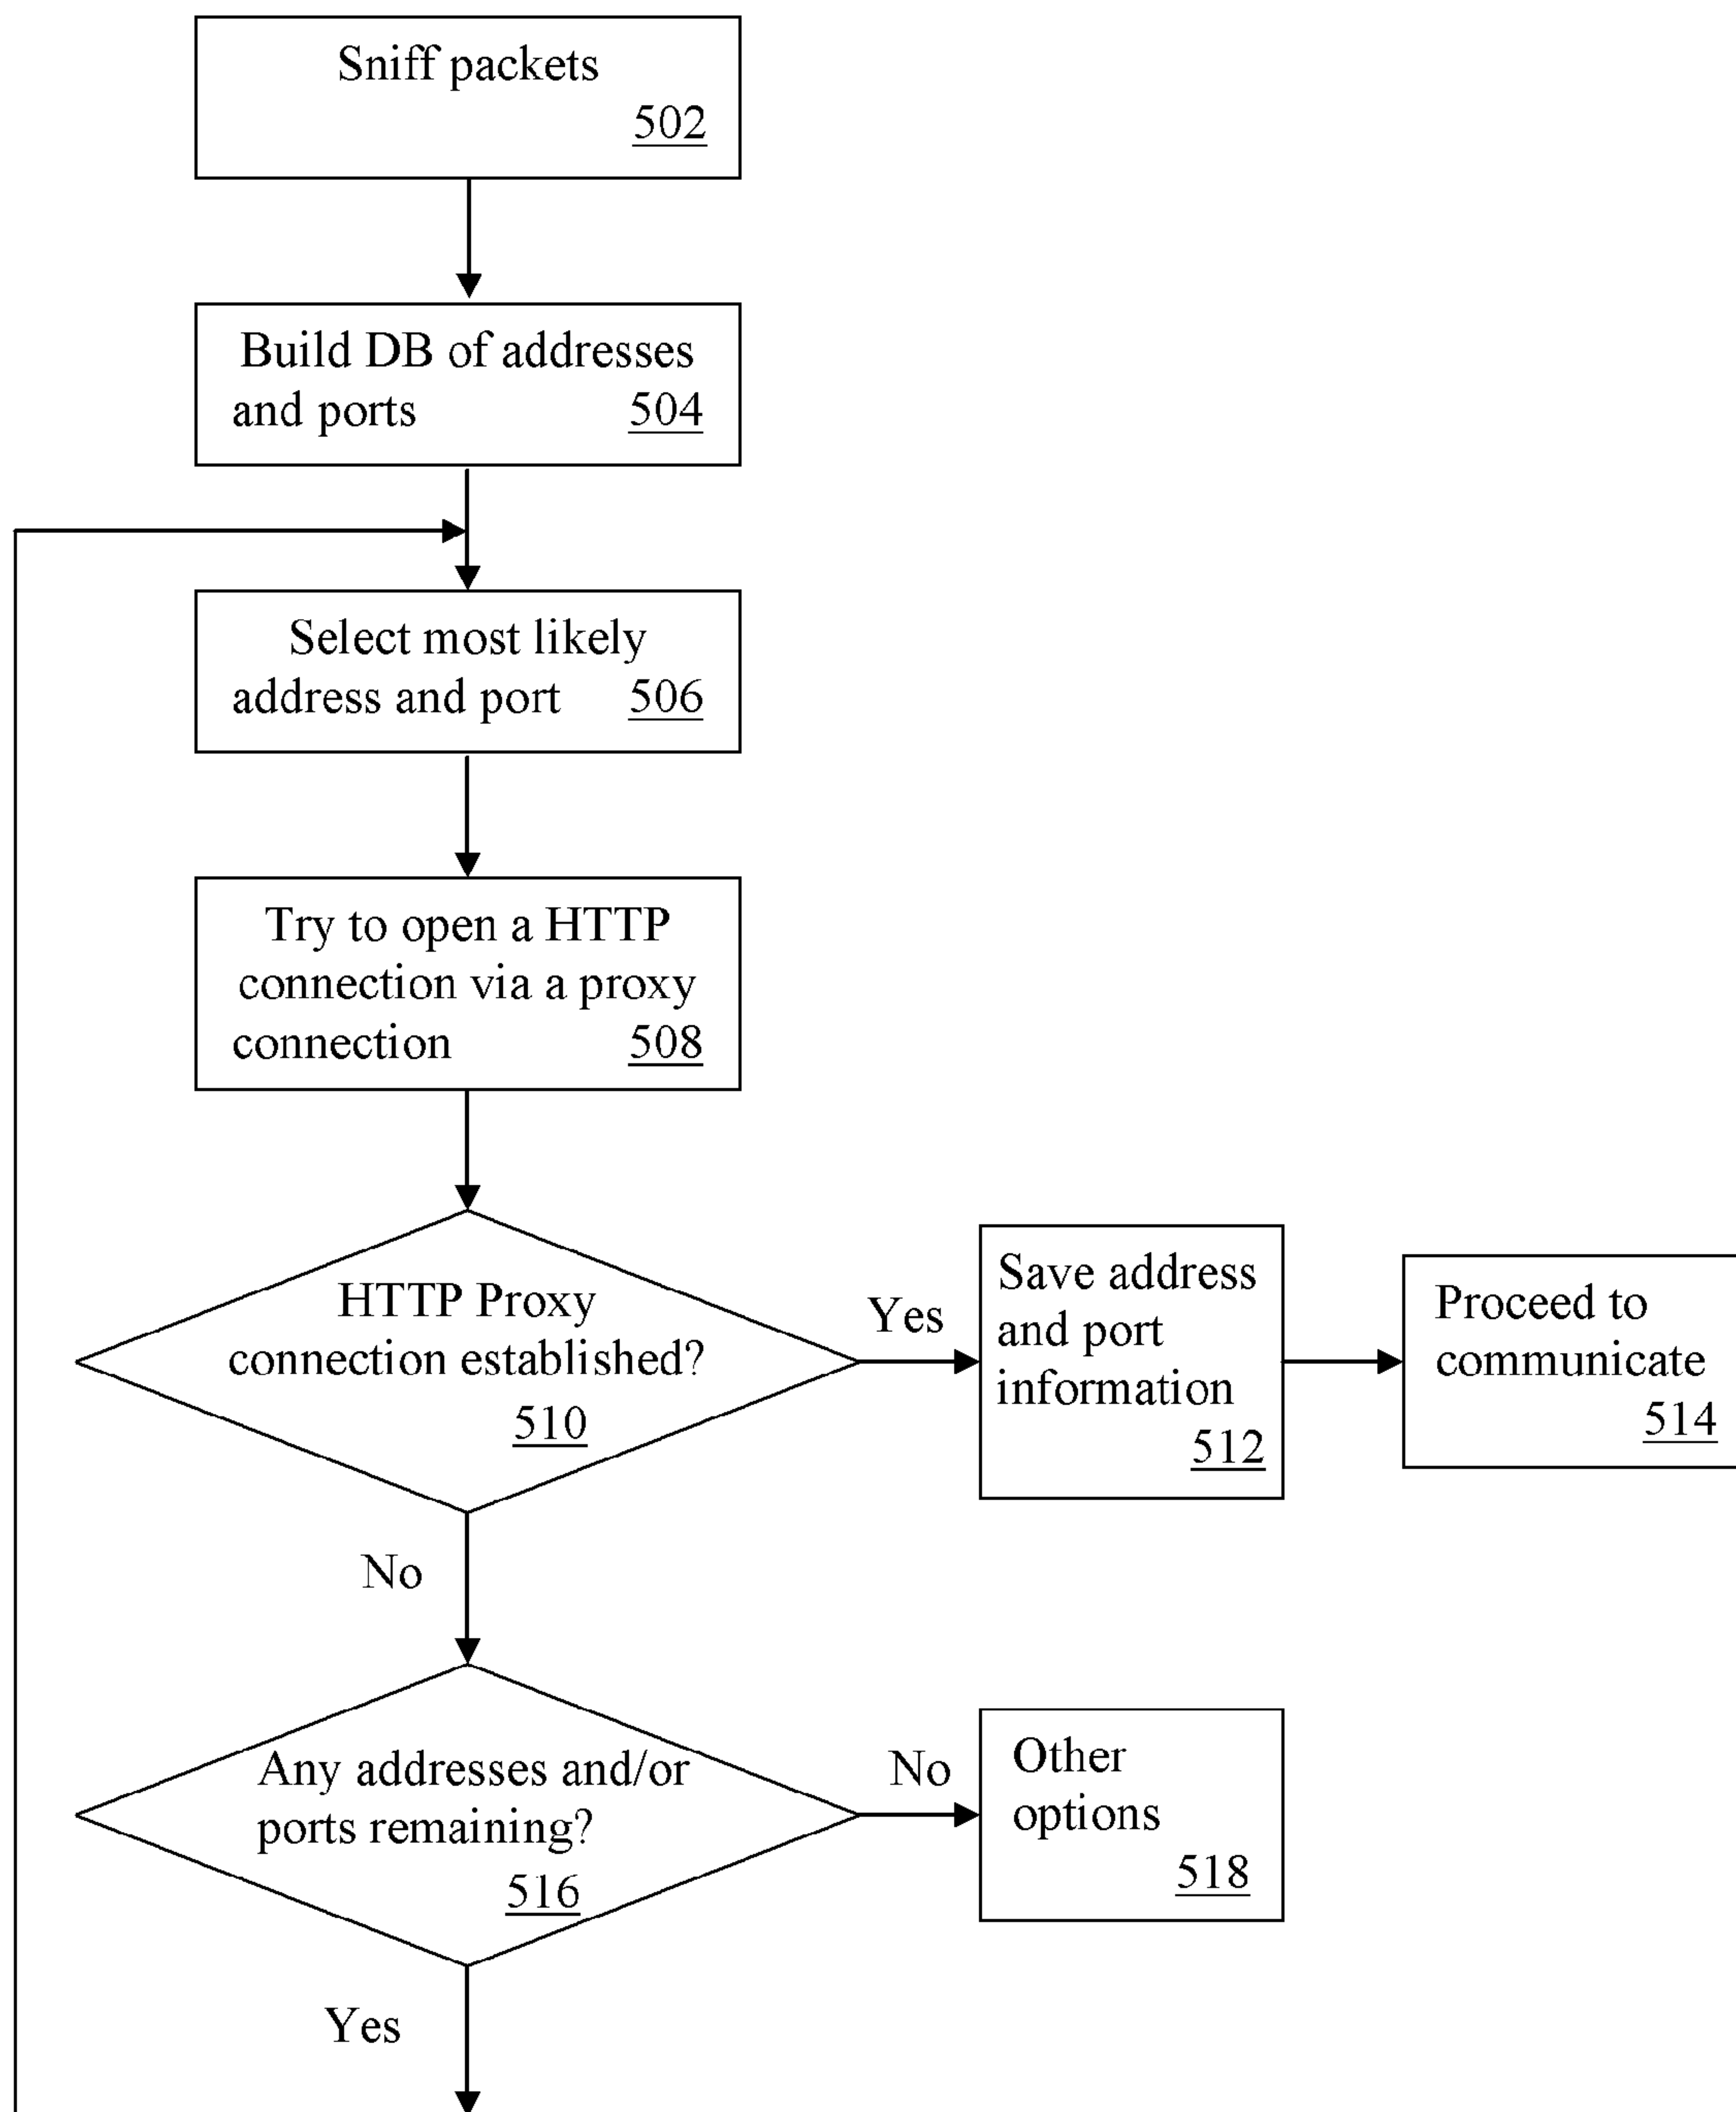 Sniff packets
502
Build DB of addresses
and ports 504
Select most likely
address and port 506
Try to open a HTTP
connection via a proxy
connection 508
HTTP Proxy
connection established?
510
Yes
Save address
and port
information
512
Proceed to
communicate
514
No
Any addresses and/or
ports remaining?
516
No
Other
options
518
Yes